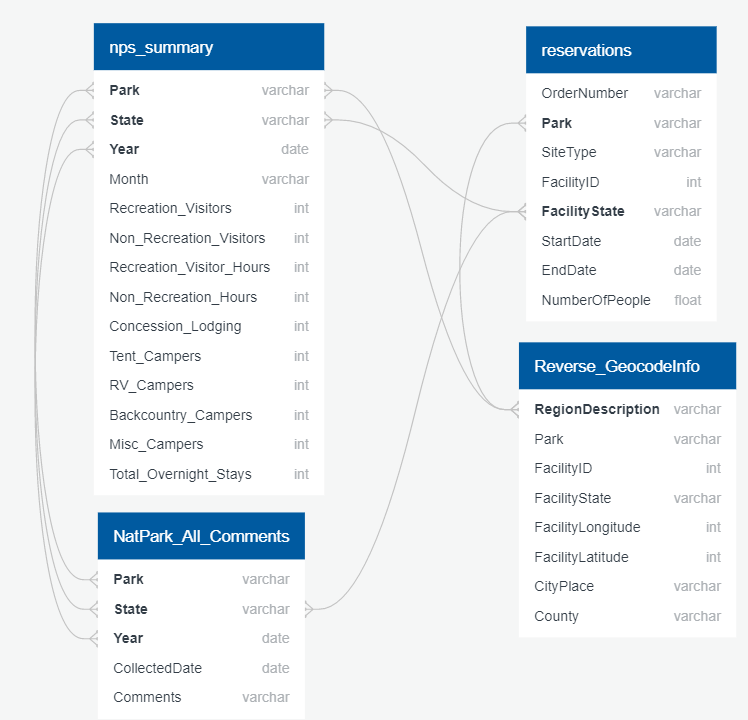 nps_summary
Park varchar
State varchar
Year date
Month varchar
Recreation_Visitors int
Non_Recreation_Visitors int
Recreation_Visitor_Hours int
Non_Recreation_Hours int
Concession_Lodging int
Tent_Campers int
RV_Campers int
Backcountry_Campers int
Misc_Campers int
Total_Overnight_Stays int
NatPark_All_Comments
Park varchar
State varchar
Year date
CollectedDate date
Comments varchar
reservations
OrderNumber varchar
Park varchar
SiteType varchar
FacilityID int
FacilityState varchar
StartDate date
EndDate date
NumberOfPeople float
Reverse_GeocodeInfo
RegionDescription varchar
Park varchar
FacilityID int
FacilityState varchar
FacilityLongitude int
FacilityLatitude int
CityPlace varchar
County varchar